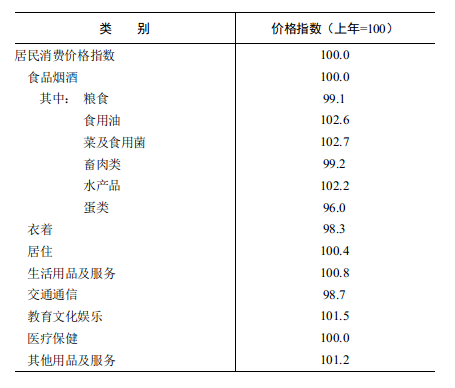 类 别 价格指数（上年=100）
居民消费价格指数 100.0
食品烟酒 100.0
其中： 粮食 99.1
食用油 102.6
菜及食用菌 102.7
畜肉类 99.2
水产品 102.2
蛋类 96.0
衣着 98.3
居住 100.4
生活用品及服务 100.8
交通通信 98.7
教育文化娱乐 101.5
医疗保健 100.0
其他用品及服务 101.2